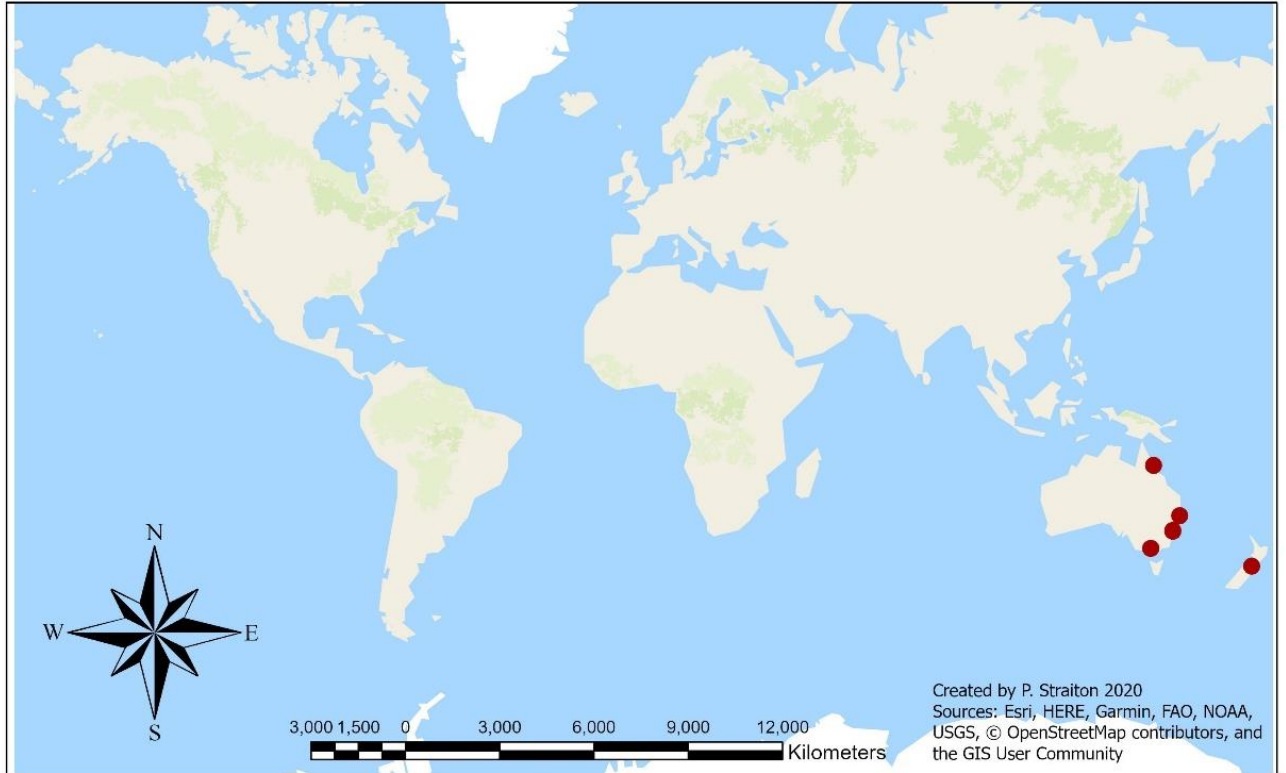 N
W E
S
3,000 1,500 0 3,000 6,000 9,000 12,000
Kilometers
Created by P. Straiton 2020
Sources: Esri, HERE, Garmin, FAO, NOAA,
USGS, © OpenStreetMap contributors, and
the GIS User Community